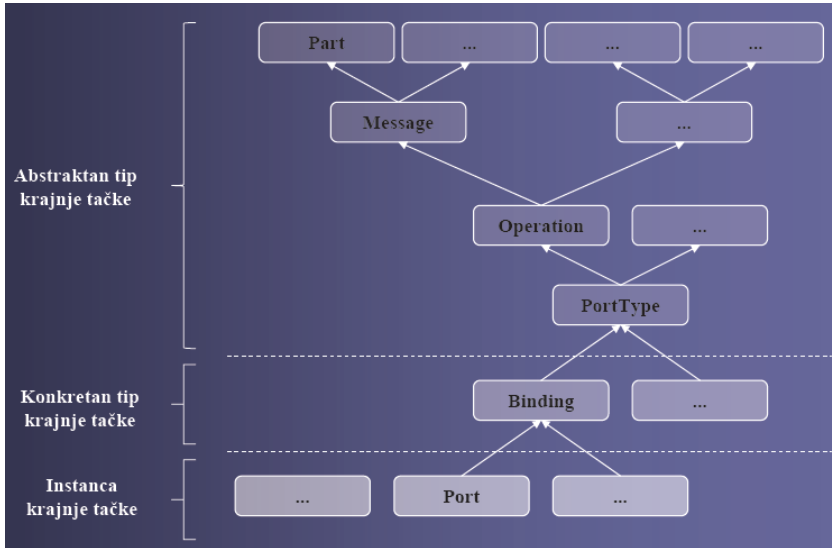 Part
...
...
...
Message
...
Abstraktan tip
krajnje tačke
Operation
...
PortType
Konkretan tip
krajnje tačke
Binding
...
Instanca
krajnje tačke
...
Port
...